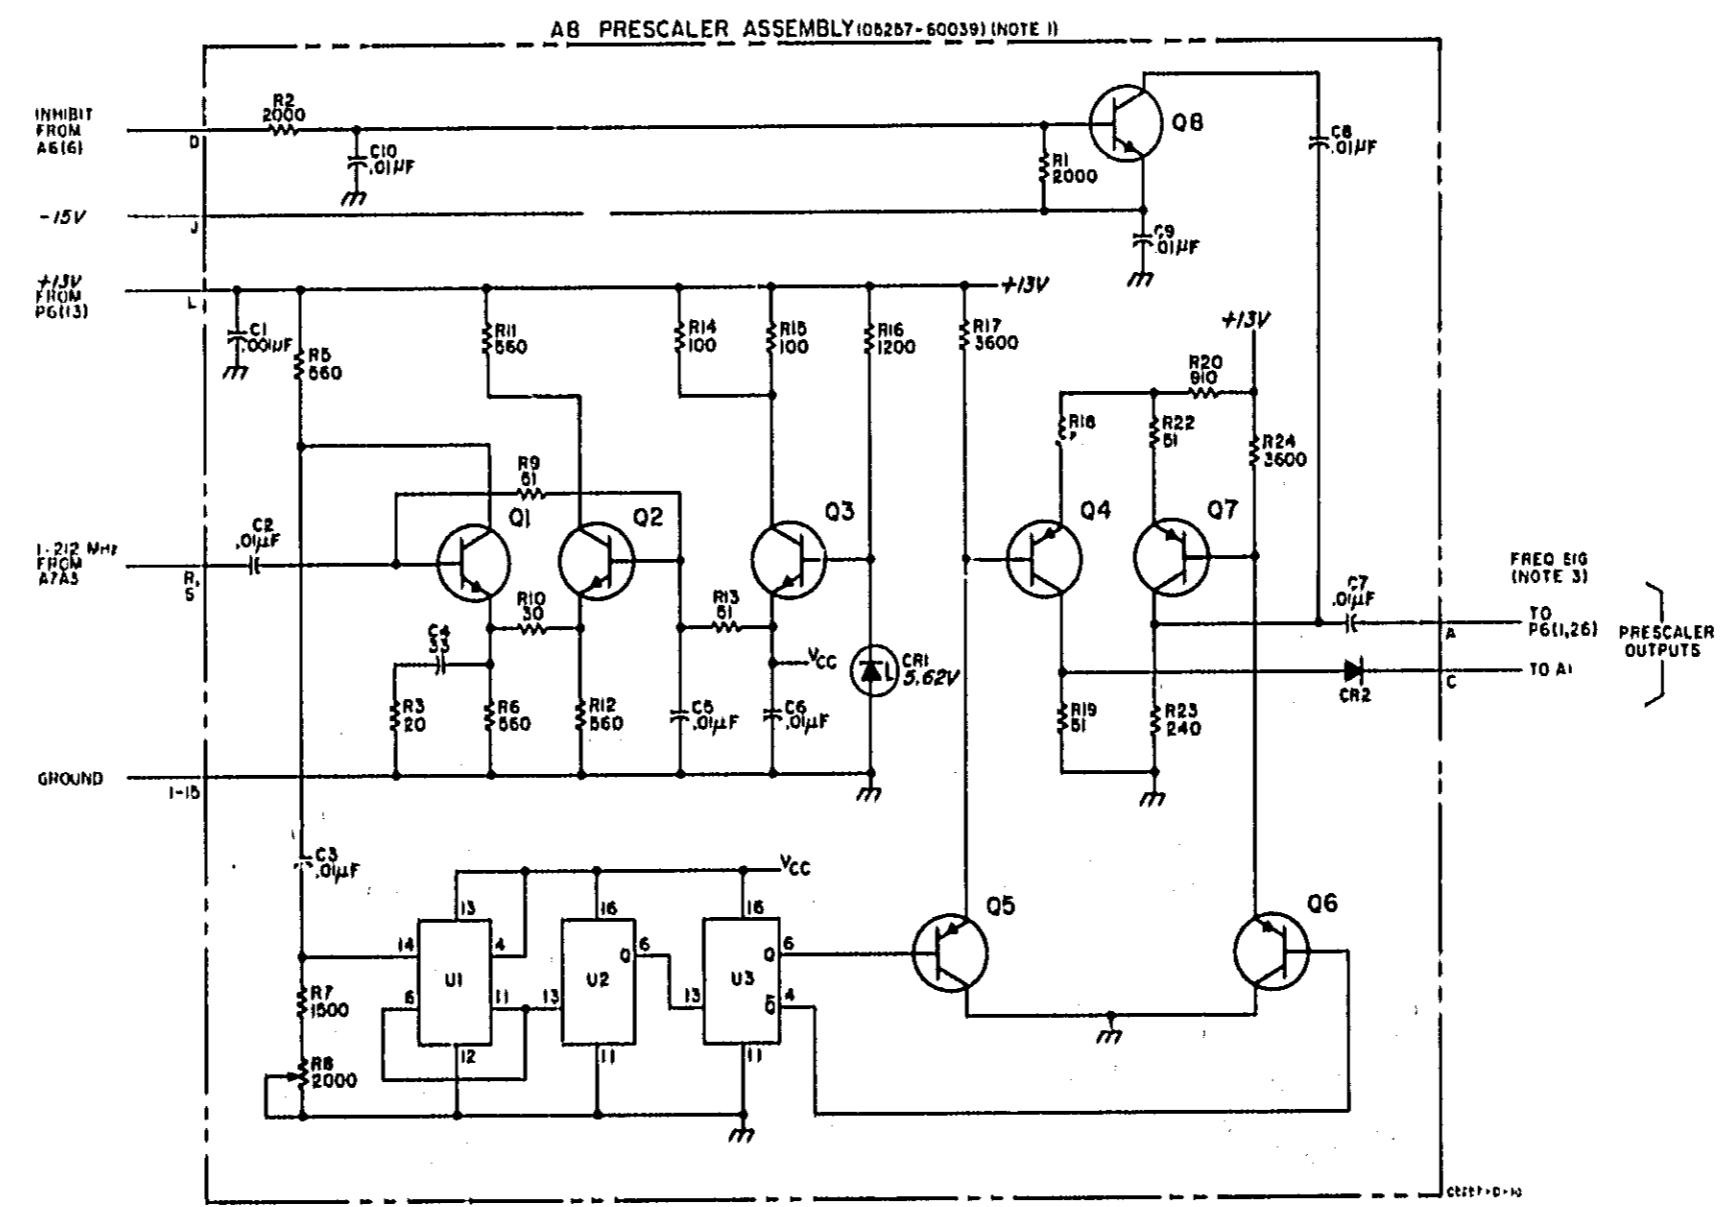 A8 PRESCALER ASSEMBLY (05257-60039) (NOTE 1)
INHIBIT
FROM
A6(6)
D
R2
2000
C10
.01µF
R1
2000
Q8
C8
.01µF
-15V
J
C9
.01µF
+13V
FROM
P6(13)
L
+13V
C1
.001µF
R5
560
R11
560
R14
100
R15
100
R16
1200
R17
3600
+13V
R20
910
R18
R22
51
R24
3600
R9
51
Q1
Q2
Q3
Q4
Q7
1-212 MHz
FROM
A7A3
R,
S
C2
.01µF
R10
30
R13
51
C4
33
VCC
CR1
5.62V
R3
20
R6
560
R12
560
C5
.01µF
C6
.01µF
R19
51
R23
240
C7
.01µF
CR2
FREQ SIG
(NOTE 3)
A
TO
P6(1,26)
C
TO A1
PRESCALER
OUTPUTS
GROUND
1-15
C3
.01µF
VCC
13
16
16
14
4
6
11
12
U1
13
Q
6
U2
11
13
Q
6
U3
Q̅
4
11
Q5
Q6
R7
1500
R8
2000